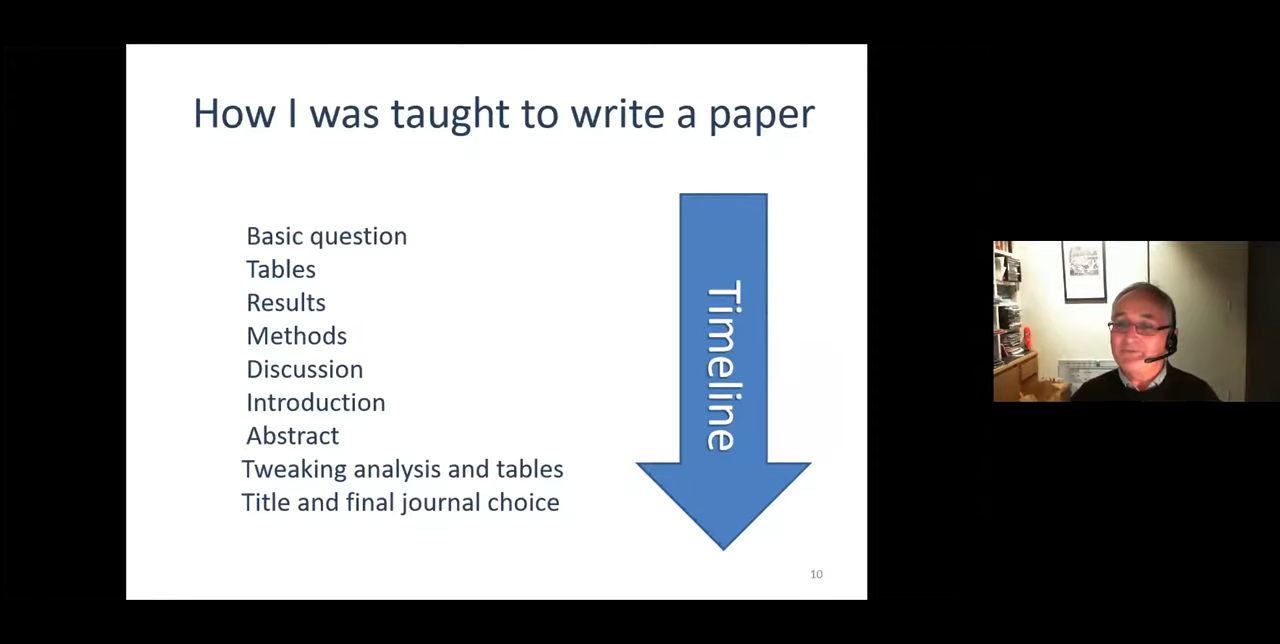 How I was taught to write a paper
Basic question
Tables
Results
Methods
Discussion
Introduction
Abstract
Tweaking analysis and tables
Title and final journal choice
Timeline
10